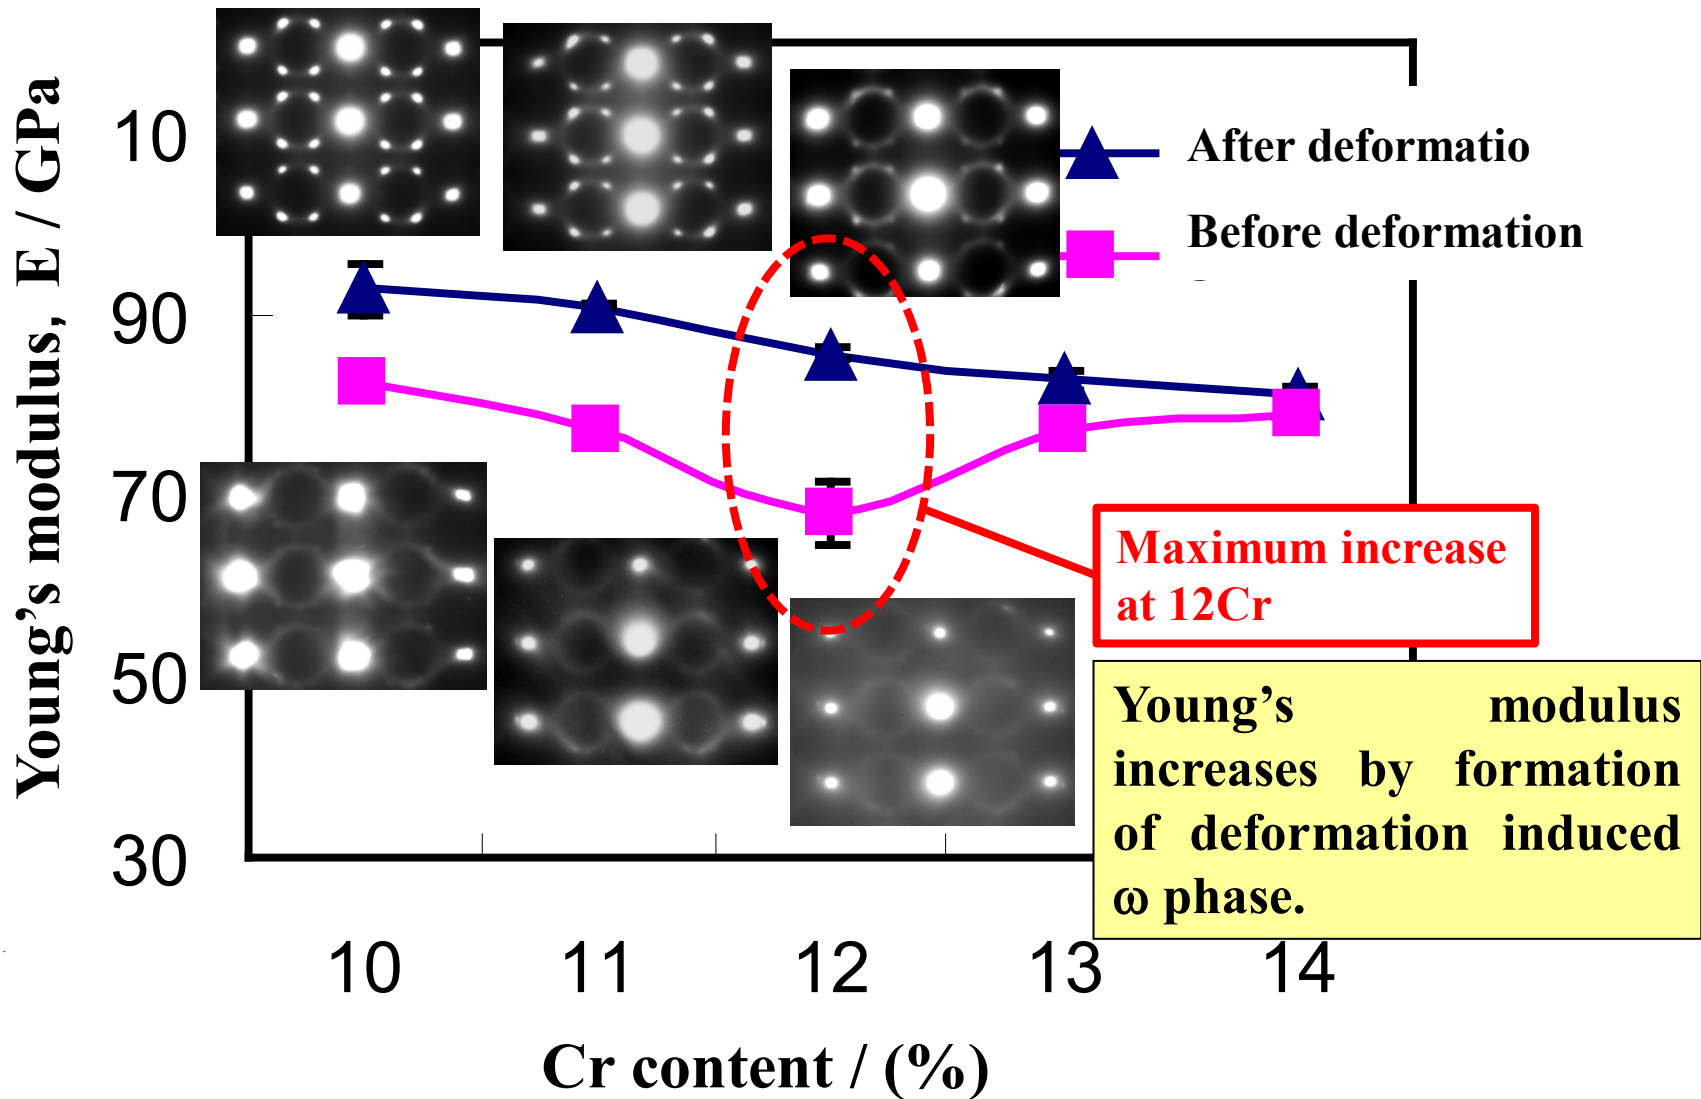 Young's modulus, E / GPa
10
90
70
50
30
After deformatio
Before deformation
Maximum increase
at 12Cr
Young's modulus
increases by formation
of deformation induced
ω phase.
10 11 12 13 14
Cr content / (%)